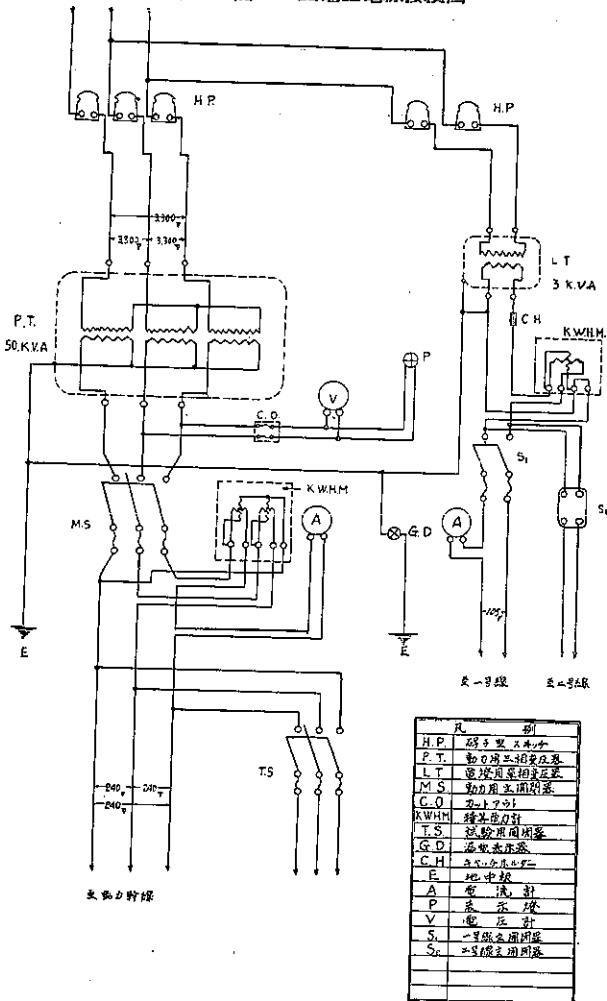 H.P.
H.P
3,300V
3,300V 3,300V
L T
3 K.V.A
C H
K.W.H.M.
P.T.
50.K.V.A
P
V
C.O.
S₁
K.W.H.M
A
M.S
G.D
A
S₂
E
E
105V
至一号線
至二号線
T.S
240V 240V
240V
至動力幹線
凡例
H.P. 碍子型スヰッチ
P.T. 動力用三相変圧器
L T 電燈用単相変圧器
M S 動力用主開閉器
C.O カットアウト
KWHM 積算電力計
T.S. 試験用開閉器
G D 漏電表示器
C H キャッチホルダー
E 地中板
A 電流計
P 表示燈
V 電圧計
S₁ 一号線主開閉器
S₂ 二号線主開閉器